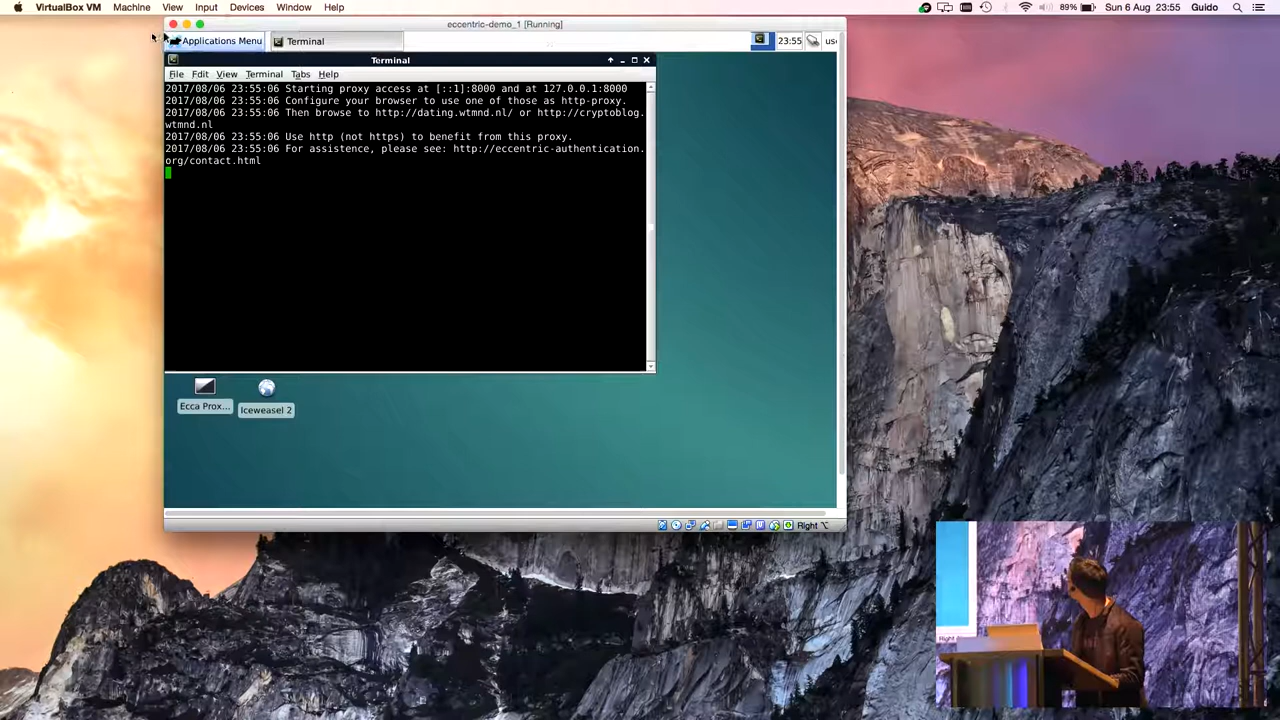 VirtualBox VM Machine View Input Devices Window Help 89% Sun 6 Aug 23:55 Guido
eccentric-demo_1 [Running]
Applications Menu Terminal 23:55 us
Terminal
File Edit View Terminal Tabs Help
2017/08/06 23:55:06 Starting proxy access at [::1]:8000 and at 127.0.0.1:8000
2017/08/06 23:55:06 Configure your browser to use one of those as http-proxy.
2017/08/06 23:55:06 Then browse to http://dating.wtmnd.nl/ or http://cryptoblog.
wtmnd.nl
2017/08/06 23:55:06 Use http (not https) to benefit from this proxy.
2017/08/06 23:55:06 For assistence, please see: http://eccentric-authentication.
org/contact.html
Ecca Prox... Iceweasel 2
Right ⌥